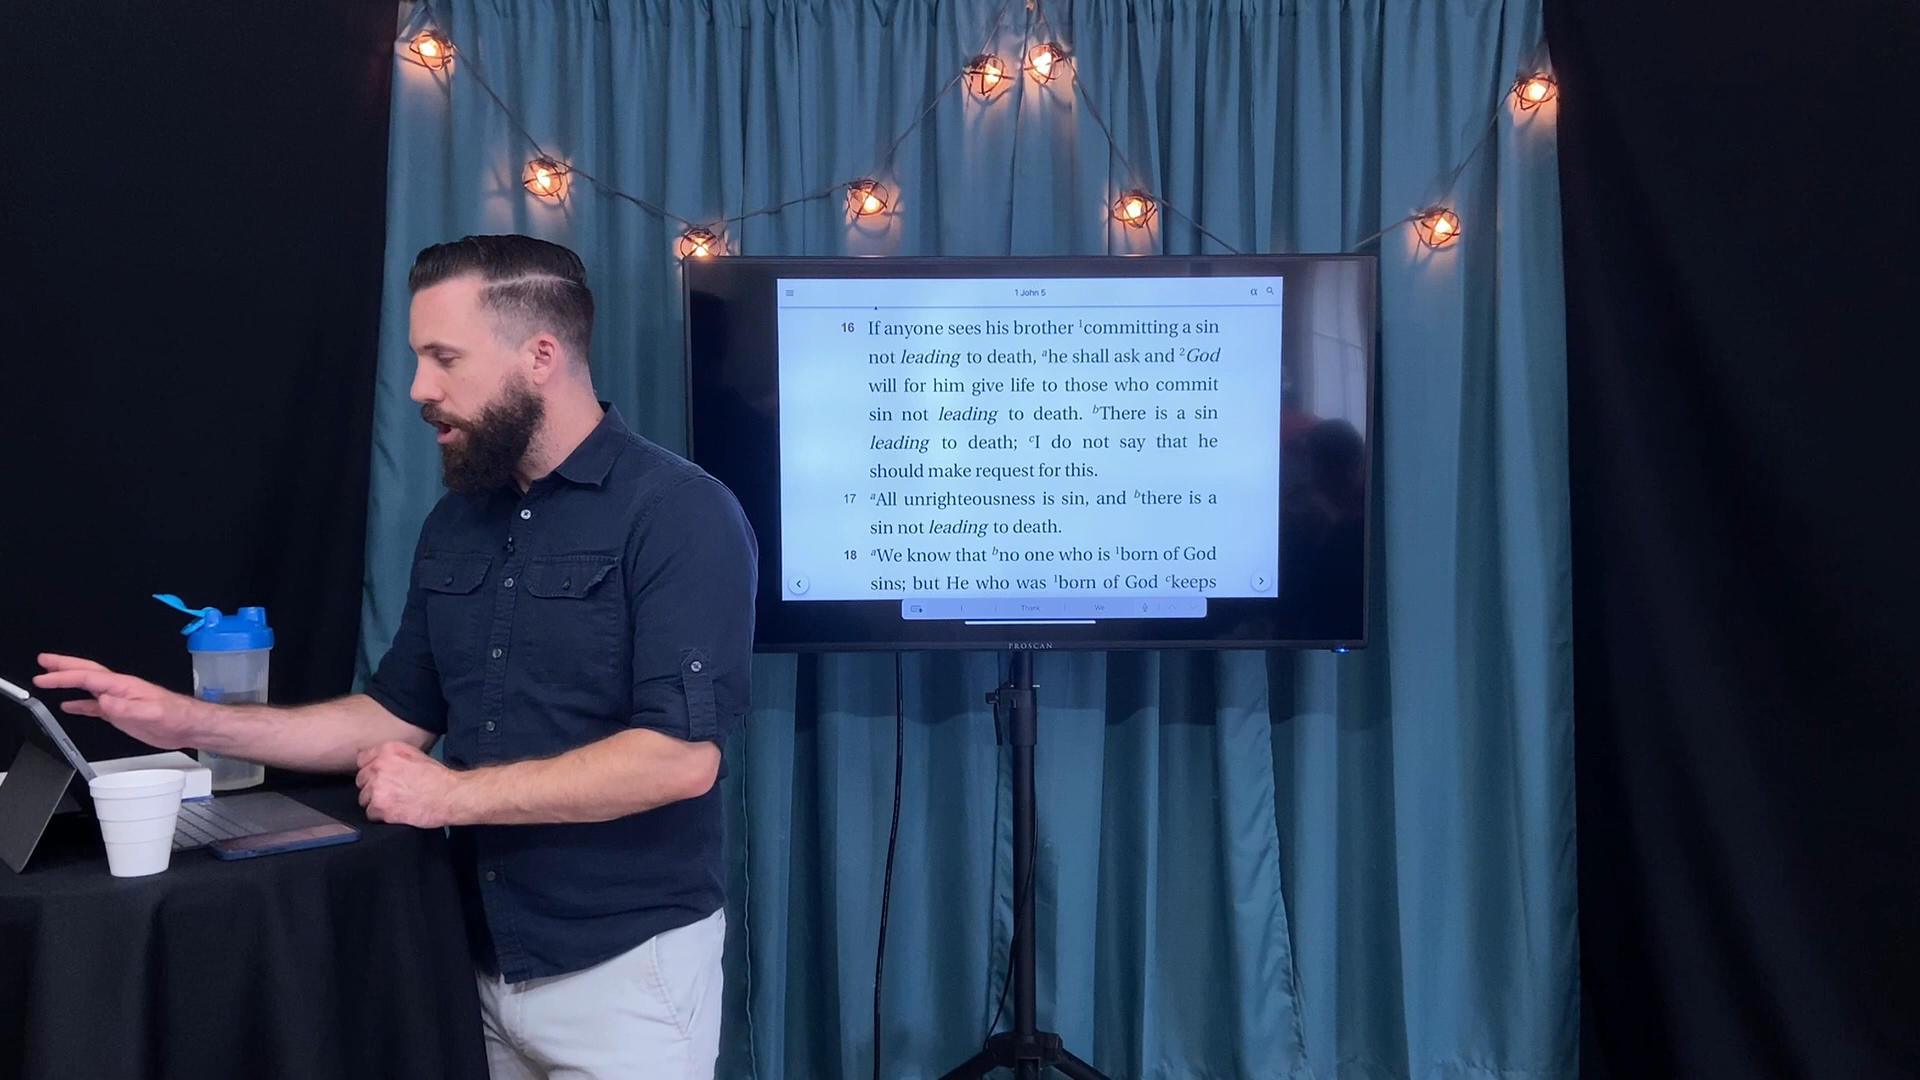 1 John 5
α
16 If anyone sees his brother ¹committing a sin
not leading to death, ᵃhe shall ask and ²God
will for him give life to those who commit
sin not leading to death. ᵇThere is a sin
leading to death; ᶜI do not say that he
should make request for this.
17 ᵃAll unrighteousness is sin, and ᵇthere is a
sin not leading to death.
18 ᵃWe know that ᵇno one who is ¹born of God
sins; but He who was ¹born of God ᶜkeeps
I Thank We
PROSCAN